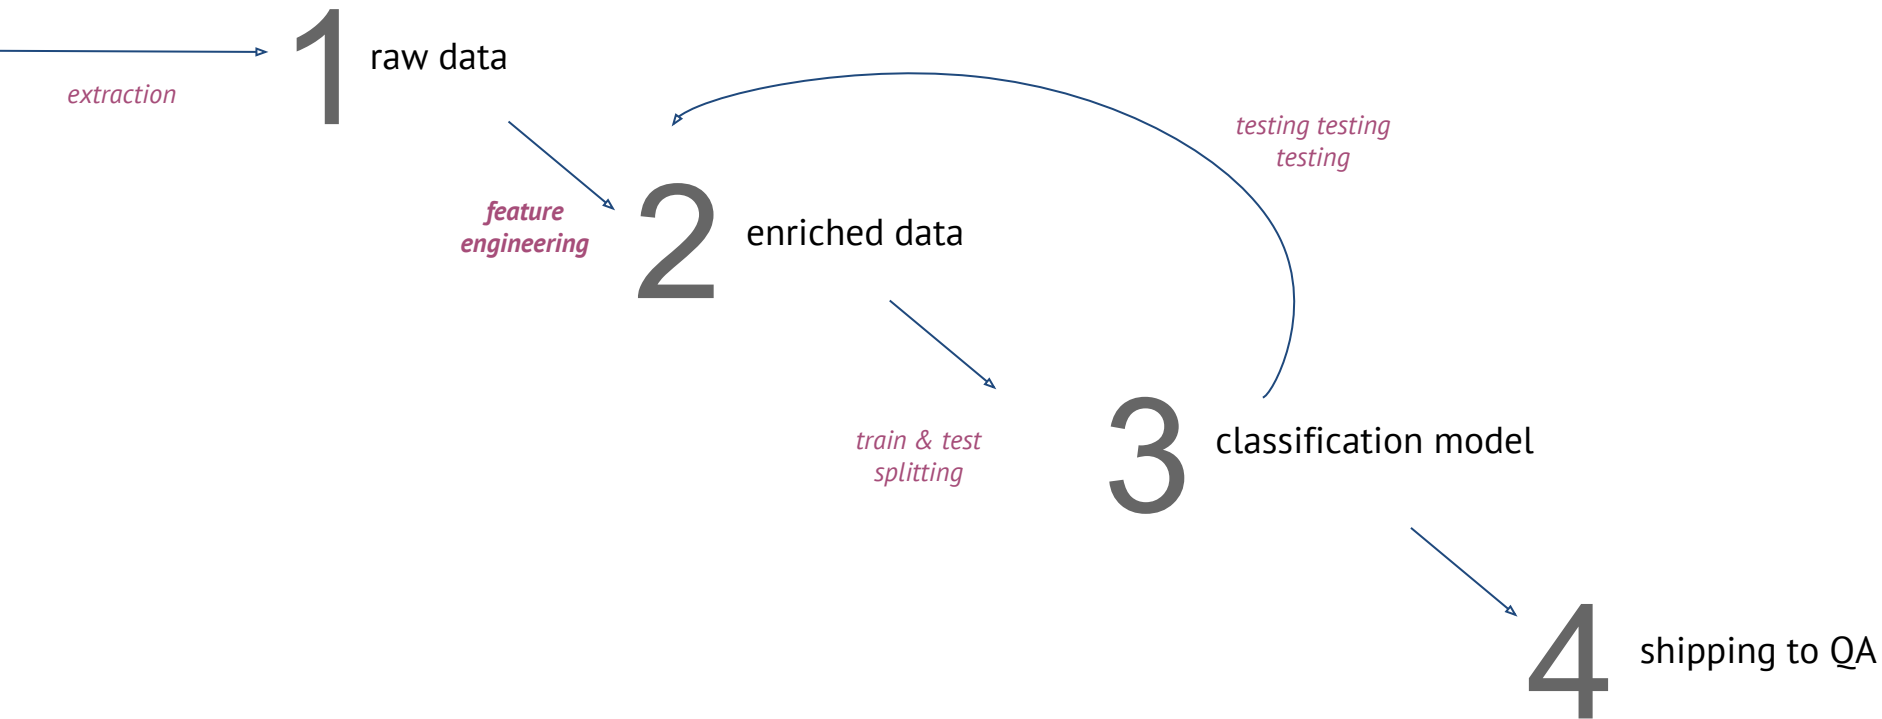 1 raw data
extraction
testing testing
testing
feature
engineering
2 enriched data
train & test
splitting
3 classification model
4 shipping to QA